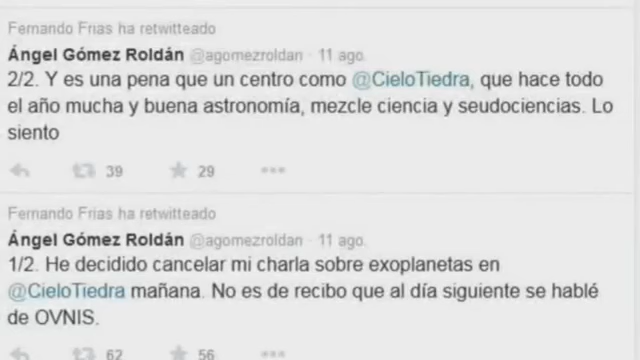 Fernando Frias ha retwitteado
Ángel Gómez Roldán @agomezroldan · 11 ago.
2/2. Y es una pena que un centro como @CieloTiedra, que hace todo
el año mucha y buena astronomía, mezcle ciencia y seudociencias. Lo
siento
39 29
Fernando Frias ha retwitteado
Ángel Gómez Roldán @agomezroldan · 11 ago.
1/2. He decidido cancelar mi charla sobre exoplanetas en
@CieloTiedra mañana. No es de recibo que al día siguiente se hablé
de OVNIS.
62 56